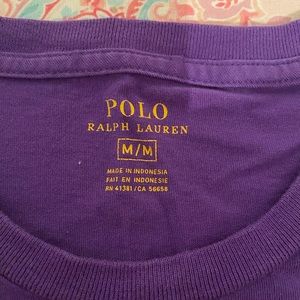 POLO
RALPH LAUREN
M/M
MADE IN INDONESIA
FAIT EN INDONESIE
RN 41381 / CA 56658